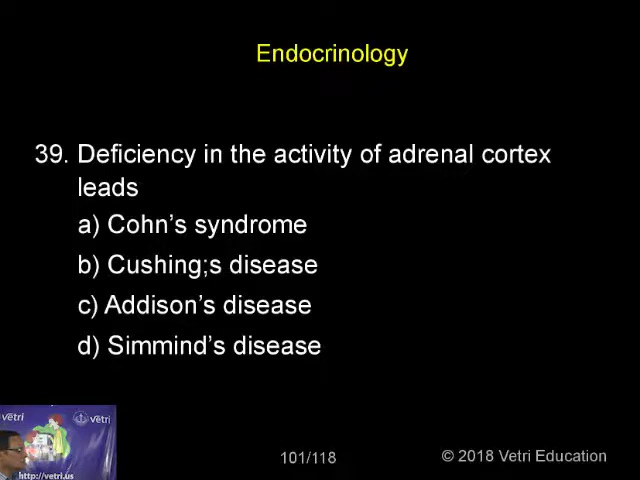 Endocrinology
39. Deficiency in the activity of adrenal cortex
leads
a) Cohn’s syndrome
b) Cushing;s disease
c) Addison’s disease
d) Simmind’s disease
vetri
vetri
http://vetri.us
101/118
© 2018 Vetri Education